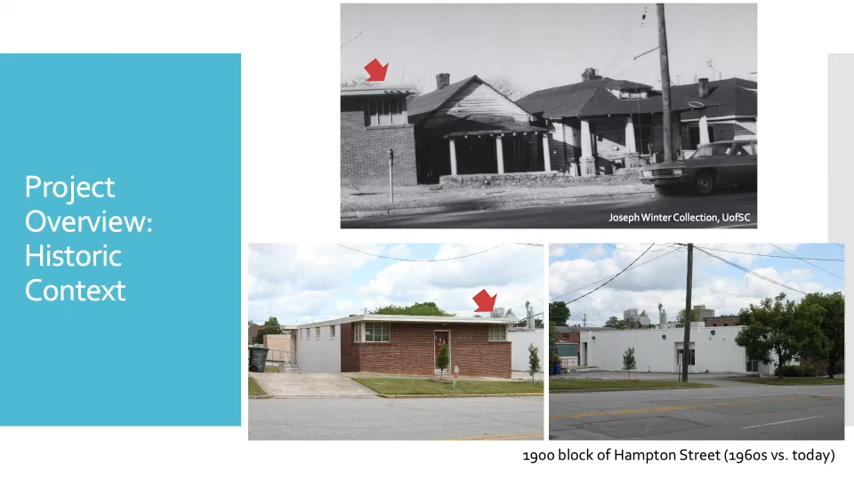 Project
Overview:
Historic
Context
Joseph Winter Collection, UofSC
1900 block of Hampton Street (1960s vs. today)